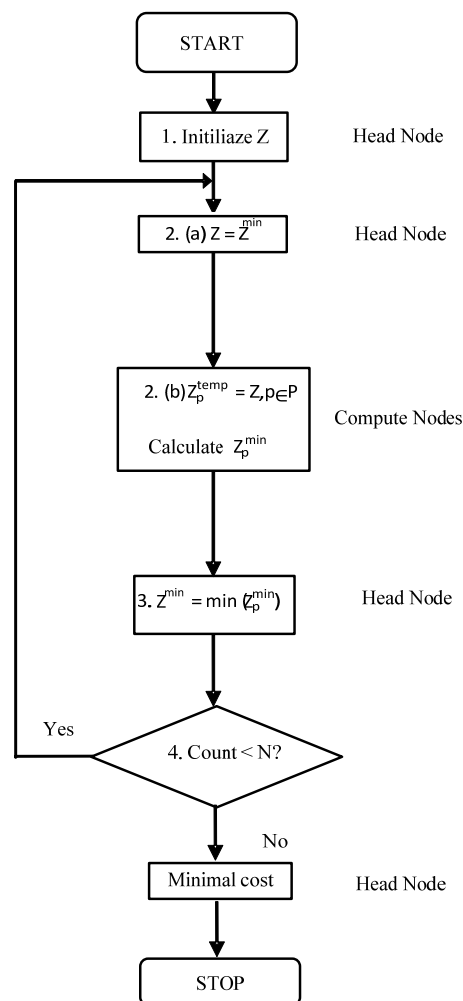 START
1. Initiliaze Z
Head Node
2. (a) Z = Z^min
Head Node
2. (b) Z_p^temp = Z, p∈P
Calculate Z_p^min
Compute Nodes
3. Z^min = min (Z_p^min)
Head Node
Yes
4. Count < N?
No
Minimal cost
Head Node
STOP